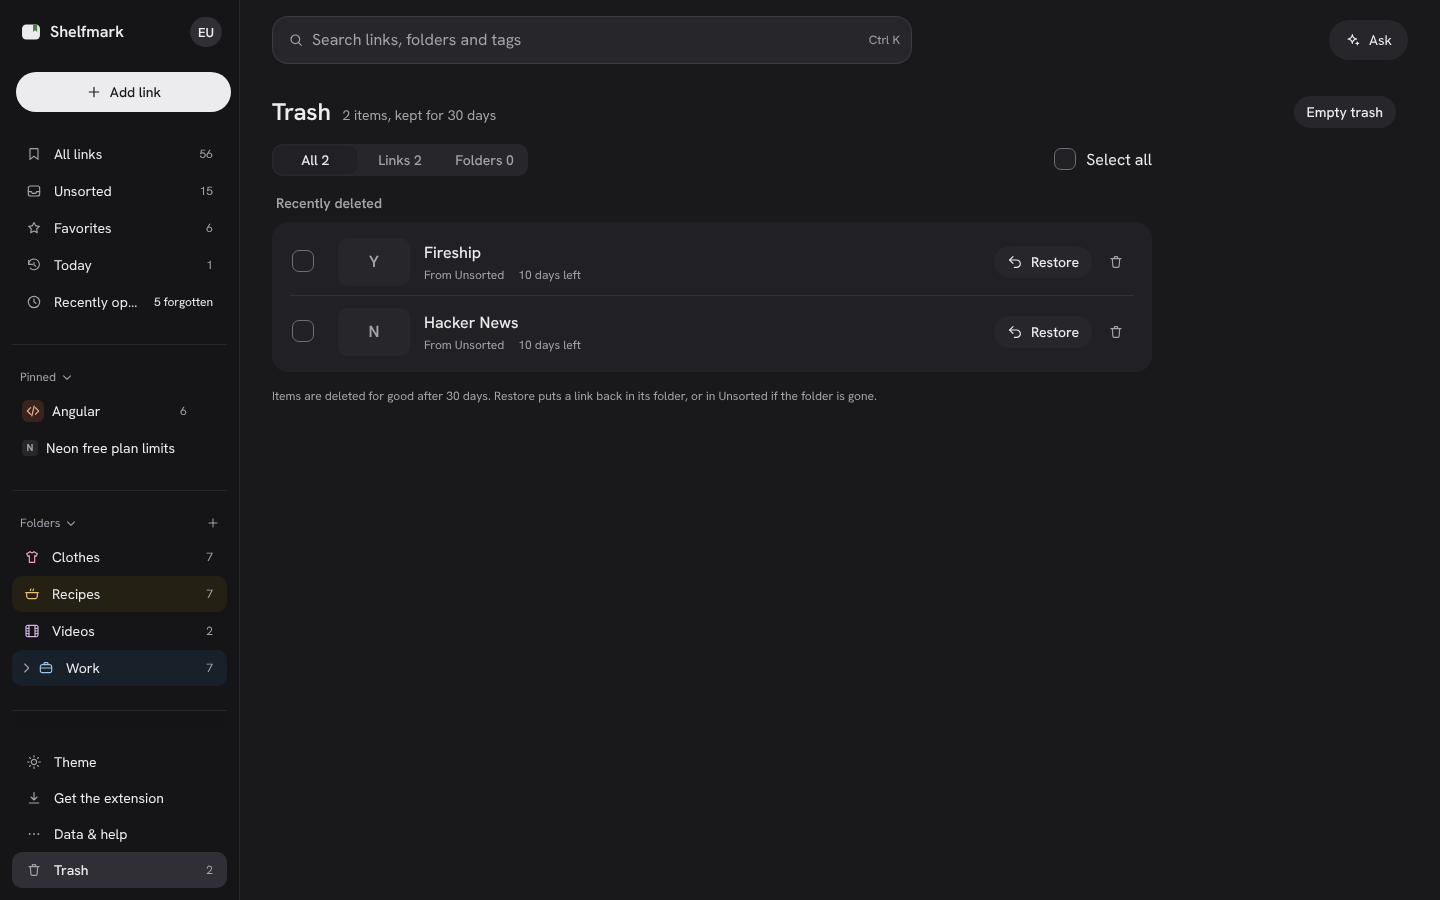 Shelfmark
EU
Add link
All links 56
Unsorted 15
Favorites 6
Today 1
Recently op... 5 forgotten
Pinned
Angular 6
N Neon free plan limits
Folders
Clothes 7
Recipes 7
Videos 2
Work 7
Theme
Get the extension
Data & help
Trash 2
Search links, folders and tags Ctrl K
Ask
Trash 2 items, kept for 30 days
Empty trash
All 2 Links 2 Folders 0
Select all
Recently deleted
Y
Fireship
From Unsorted 10 days left
Restore
N
Hacker News
From Unsorted 10 days left
Restore
Items are deleted for good after 30 days. Restore puts a link back in its folder, or in Unsorted if the folder is gone.